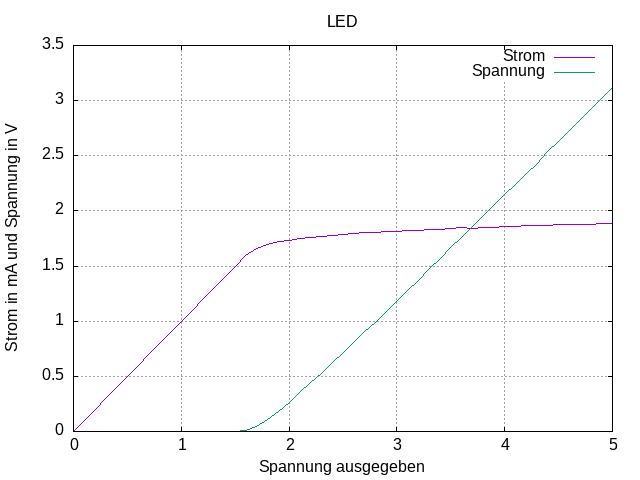 LED
Strom
Spannung
3.5
3
2.5
2
1.5
1
0.5
0
0 1 2 3 4 5
Strom in mA und Spannung in V
Spannung ausgegeben